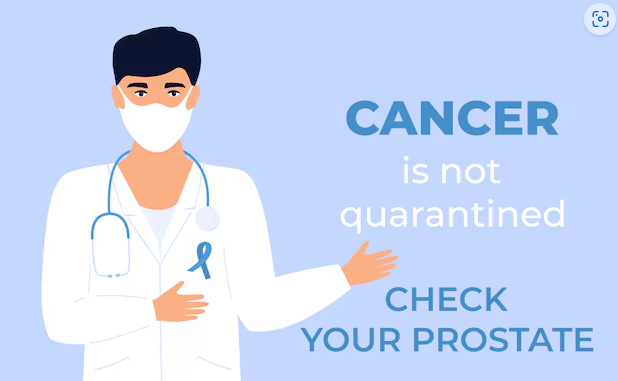 CANCER
is not
quarantined
CHECK
YOUR PROSTATE